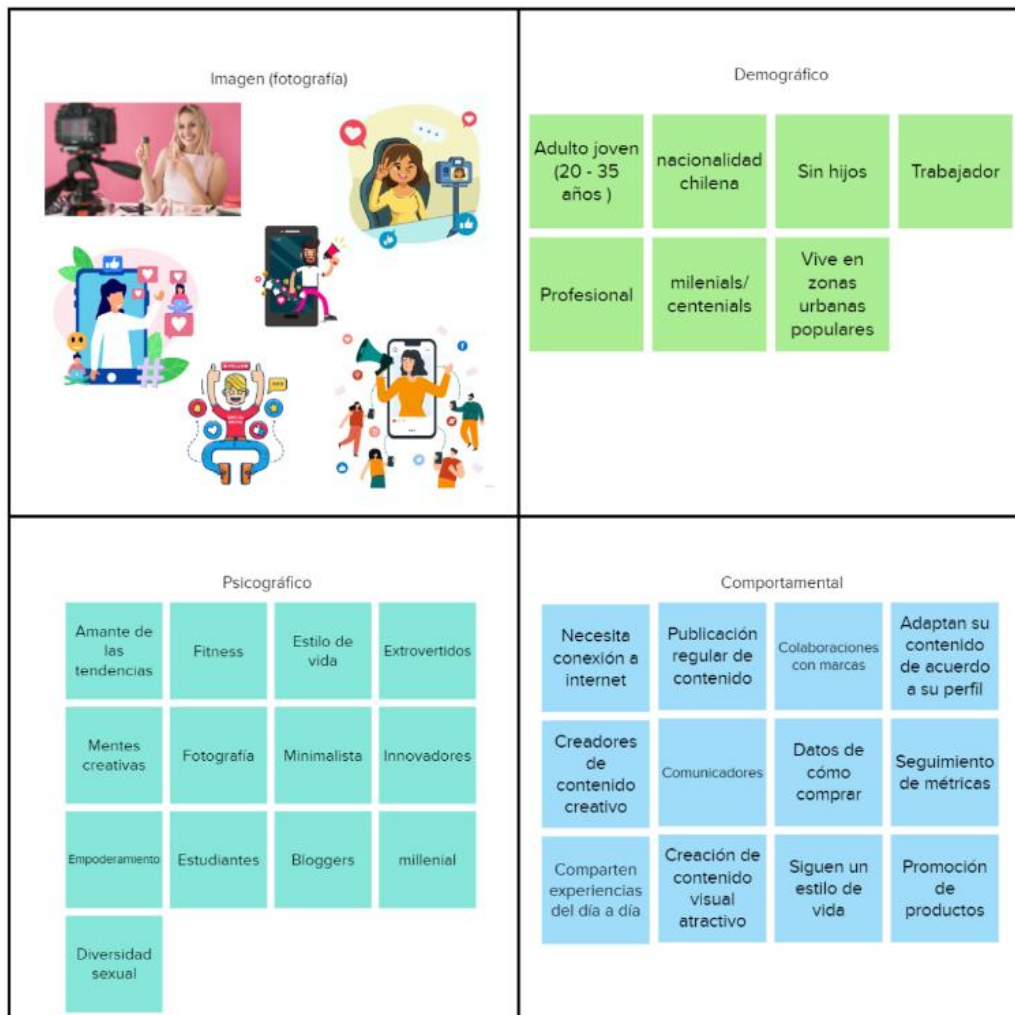 Imagen (fotografía)
Demográfico
Adulto joven
(20 - 35
años )
nacionalidad
chilena
Sin hijos
Trabajador
Profesional
milenials/
centenials
Vive en
zonas
urbanas
populares
Psicográfico
Amante de
las
tendencias
Fitness
Estilo de
vida
Extrovertidos
Mentes
creativas
Fotografía
Minimalista
Innovadores
Empoderamiento
Estudiantes
Bloggers
millenial
Diversidad
sexual
Comportamental
Necesita
conexión a
internet
Publicación
regular de
contenido
Colaboraciones
con marcas
Adaptan su
contenido
de acuerdo
a su perfil
Creadores
de
contenido
creativo
Comunicadores
Datos de
cómo
comprar
Seguimiento
de métricas
Comparten
experiencias
del día a día
Creación de
contenido
visual
atractivo
Siguen un
estilo de
vida
Promoción
de
productos